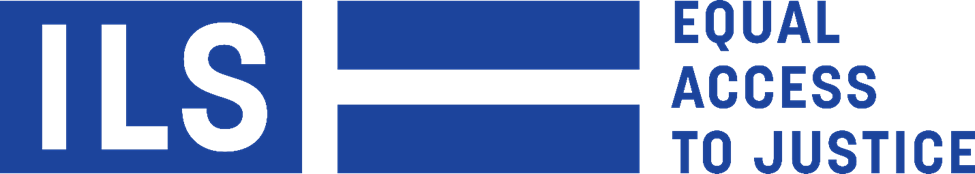 ILS
EQUAL
ACCESS
TO JUSTICE